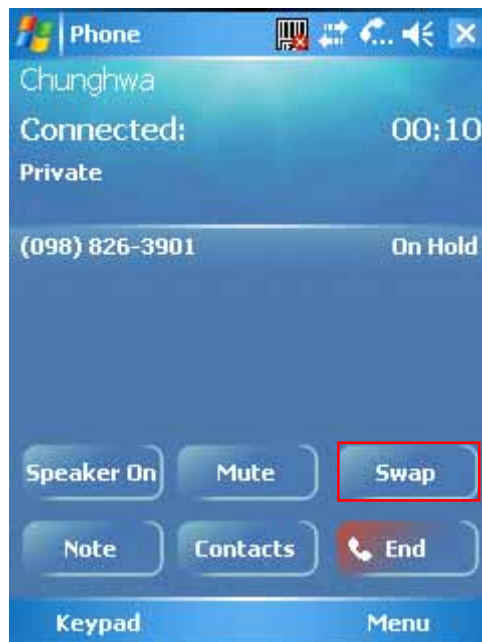 Phone
Chunghwa
Connected: 00:10
Private
(098) 826-3901 On Hold
Speaker On Mute Swap
Note Contacts End
Keypad Menu